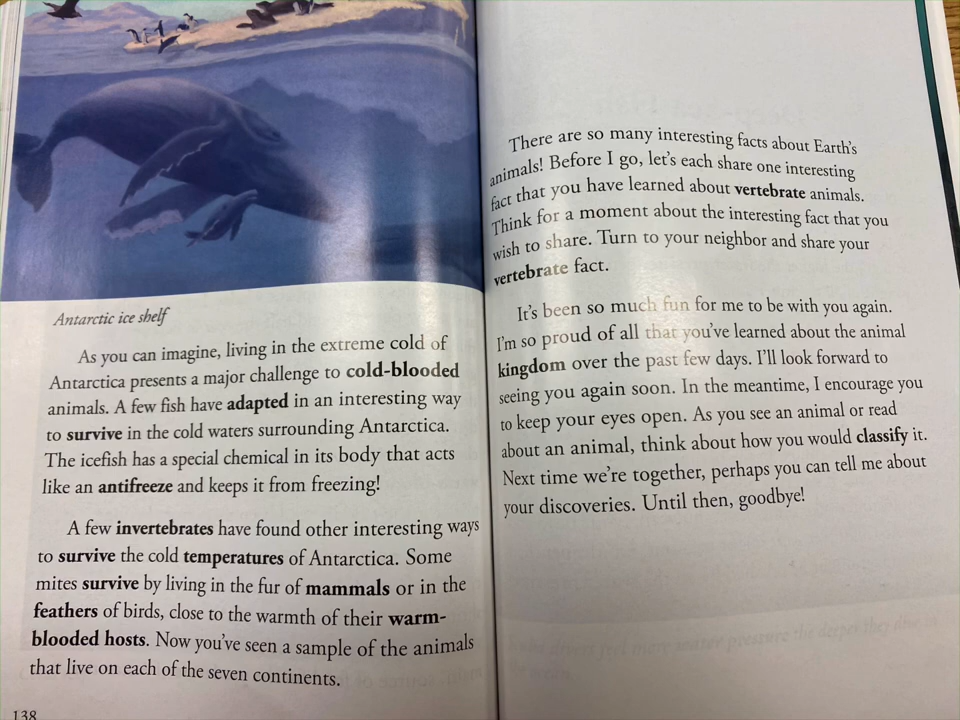 Antarctic ice shelf
As you can imagine, living in the extreme cold of
Antarctica presents a major challenge to cold-blooded
animals. A few fish have adapted in an interesting way
to survive in the cold waters surrounding Antarctica.
The icefish has a special chemical in its body that acts
like an antifreeze and keeps it from freezing!
A few invertebrates have found other interesting ways
to survive the cold temperatures of Antarctica. Some
mites survive by living in the fur of mammals or in the
feathers of birds, close to the warmth of their warm-
blooded hosts. Now you've seen a sample of the animals
that live on each of the seven continents.
138
There are so many interesting facts about Earth's
animals! Before I go, let's each share one interesting
fact that you have learned about vertebrate animals.
Think for a moment about the interesting fact that you
wish to share. Turn to your neighbor and share your
vertebrate fact.
It's been so much fun for me to be with you again.
I'm so proud of all that you've learned about the animal
kingdom over the past few days. I'll look forward to
seeing you again soon. In the meantime, I encourage you
to keep your eyes open. As you see an animal or read
about an animal, think about how you would classify it.
Next time we're together, perhaps you can tell me about
your discoveries. Until then, goodbye!